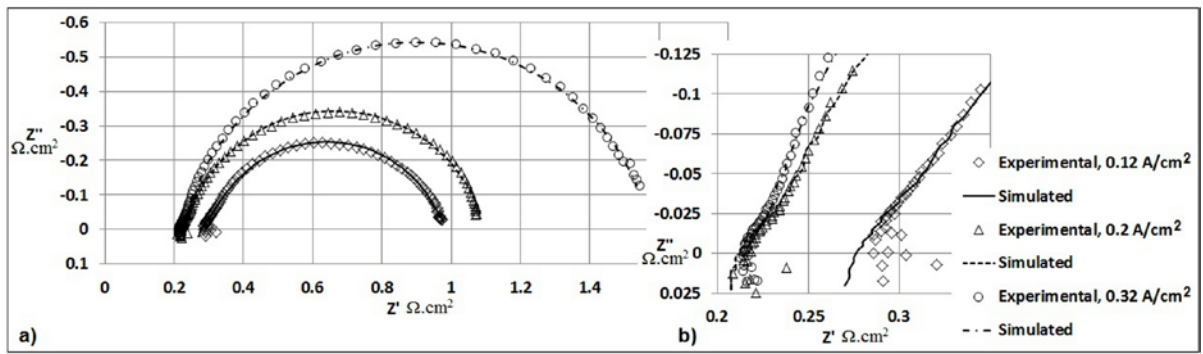 -0.6
-0.5
-0.4
-0.3
Z''
Ω.cm²
-0.2
-0.1
0
0.1
0 0.2 0.4 0.6 0.8 1 1.2 1.4 1.6
Z' Ω.cm²
a)
-0.125
-0.1
-0.075
-0.05
-0.025
Z''
Ω.cm²
0
0.025
0.2 0.25 0.3
Z' Ω.cm²
b)
Experimental, 0.12 A/cm²
Simulated
Experimental, 0.2 A/cm²
Simulated
Experimental, 0.32 A/cm²
Simulated